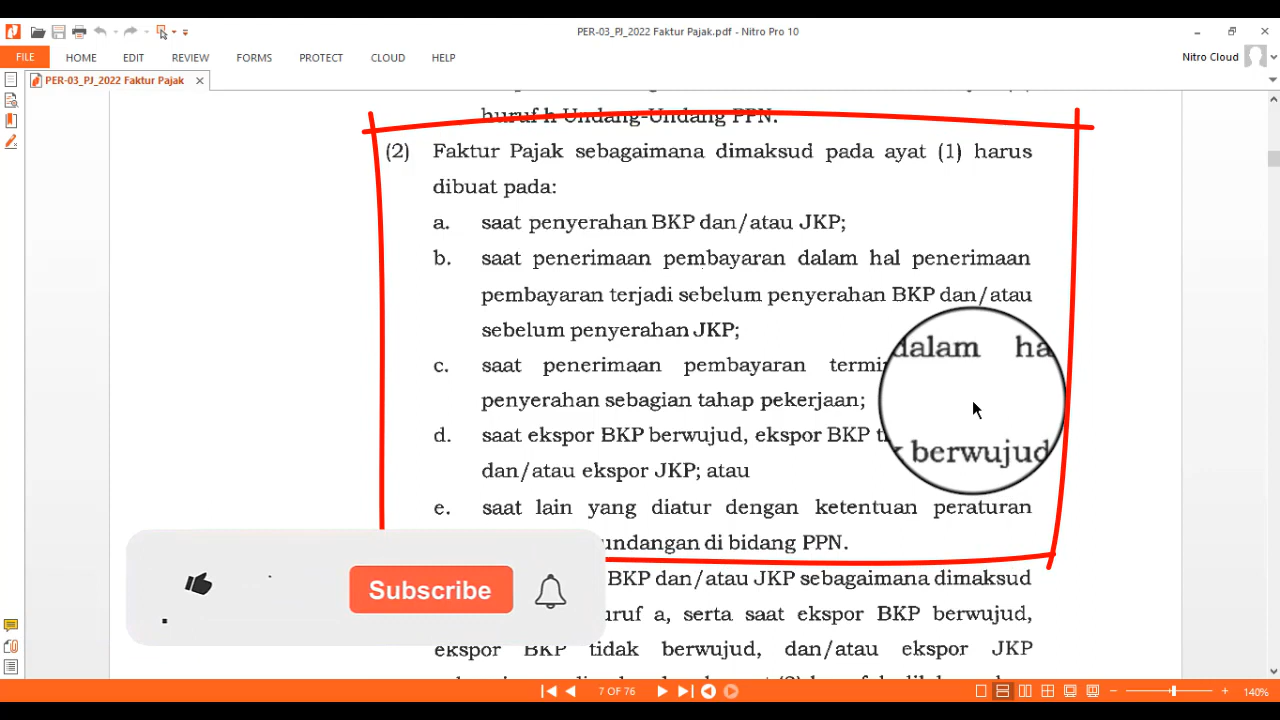 PER-03_PJ_2022 Faktur Pajak.pdf - Nitro Pro 10
FILE HOME EDIT REVIEW FORMS PROTECT CLOUD HELP Nitro Cloud
PER-03_PJ_2022 Faktur Pajak
huruf h Undang-Undang PPN.
(2) Faktur Pajak sebagaimana dimaksud pada ayat (1) harus
dibuat pada:
a. saat penyerahan BKP dan/atau JKP;
b. saat penerimaan pembayaran dalam hal penerimaan
pembayaran terjadi sebelum penyerahan BKP dan/atau
sebelum penyerahan JKP;
dalam ha
c. saat penerimaan pembayaran termi
penyerahan sebagian tahap pekerjaan;
d. saat ekspor BKP berwujud, ekspor BKP berwujud
dan/atau ekspor JKP; atau
e. saat lain yang diatur dengan ketentuan peraturan
undangan di bidang PPN.
BKP dan/atau JKP sebagaimana dimaksud
Subscribe
uruf a, serta saat ekspor BKP berwujud,
ekspor BKP tidak berwujud, dan/atau ekspor JKP
7 OF 76
140%